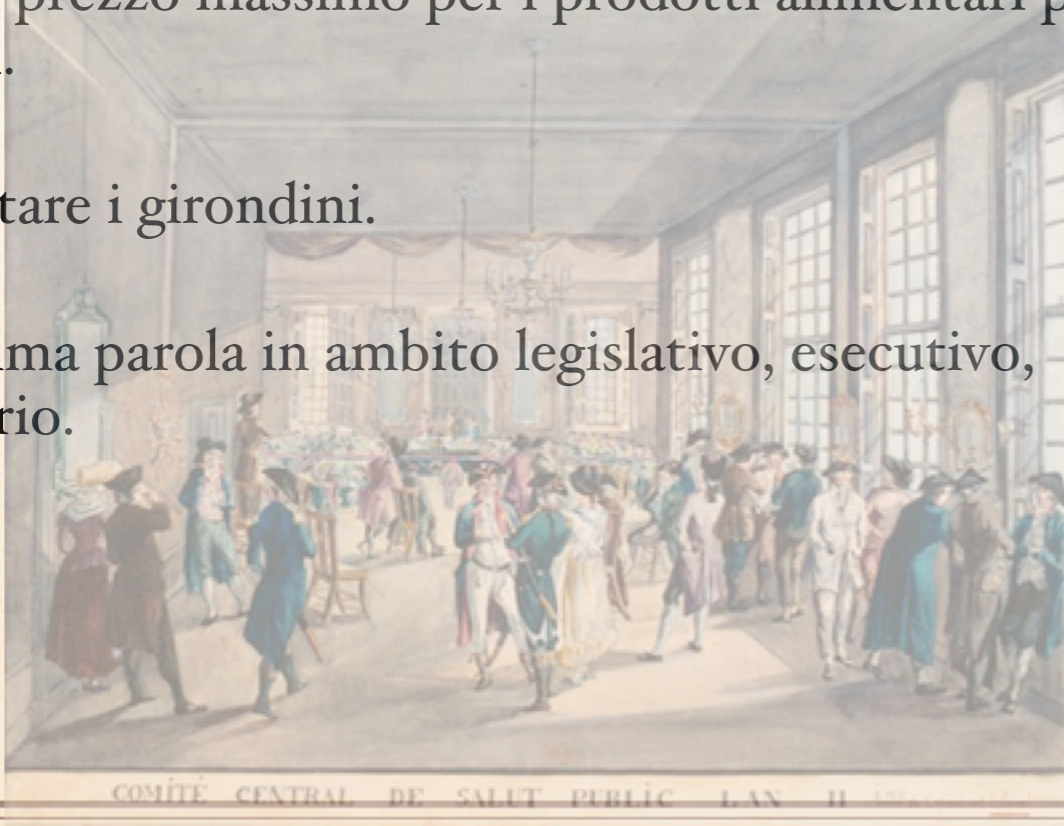 prezzo massimo per i prodotti alimentari p
.
tare i girondini.
ma parola in ambito legislativo, esecutivo,
rio.
COMITÉ CENTRAL DE SALUT PUBLIC L AN II